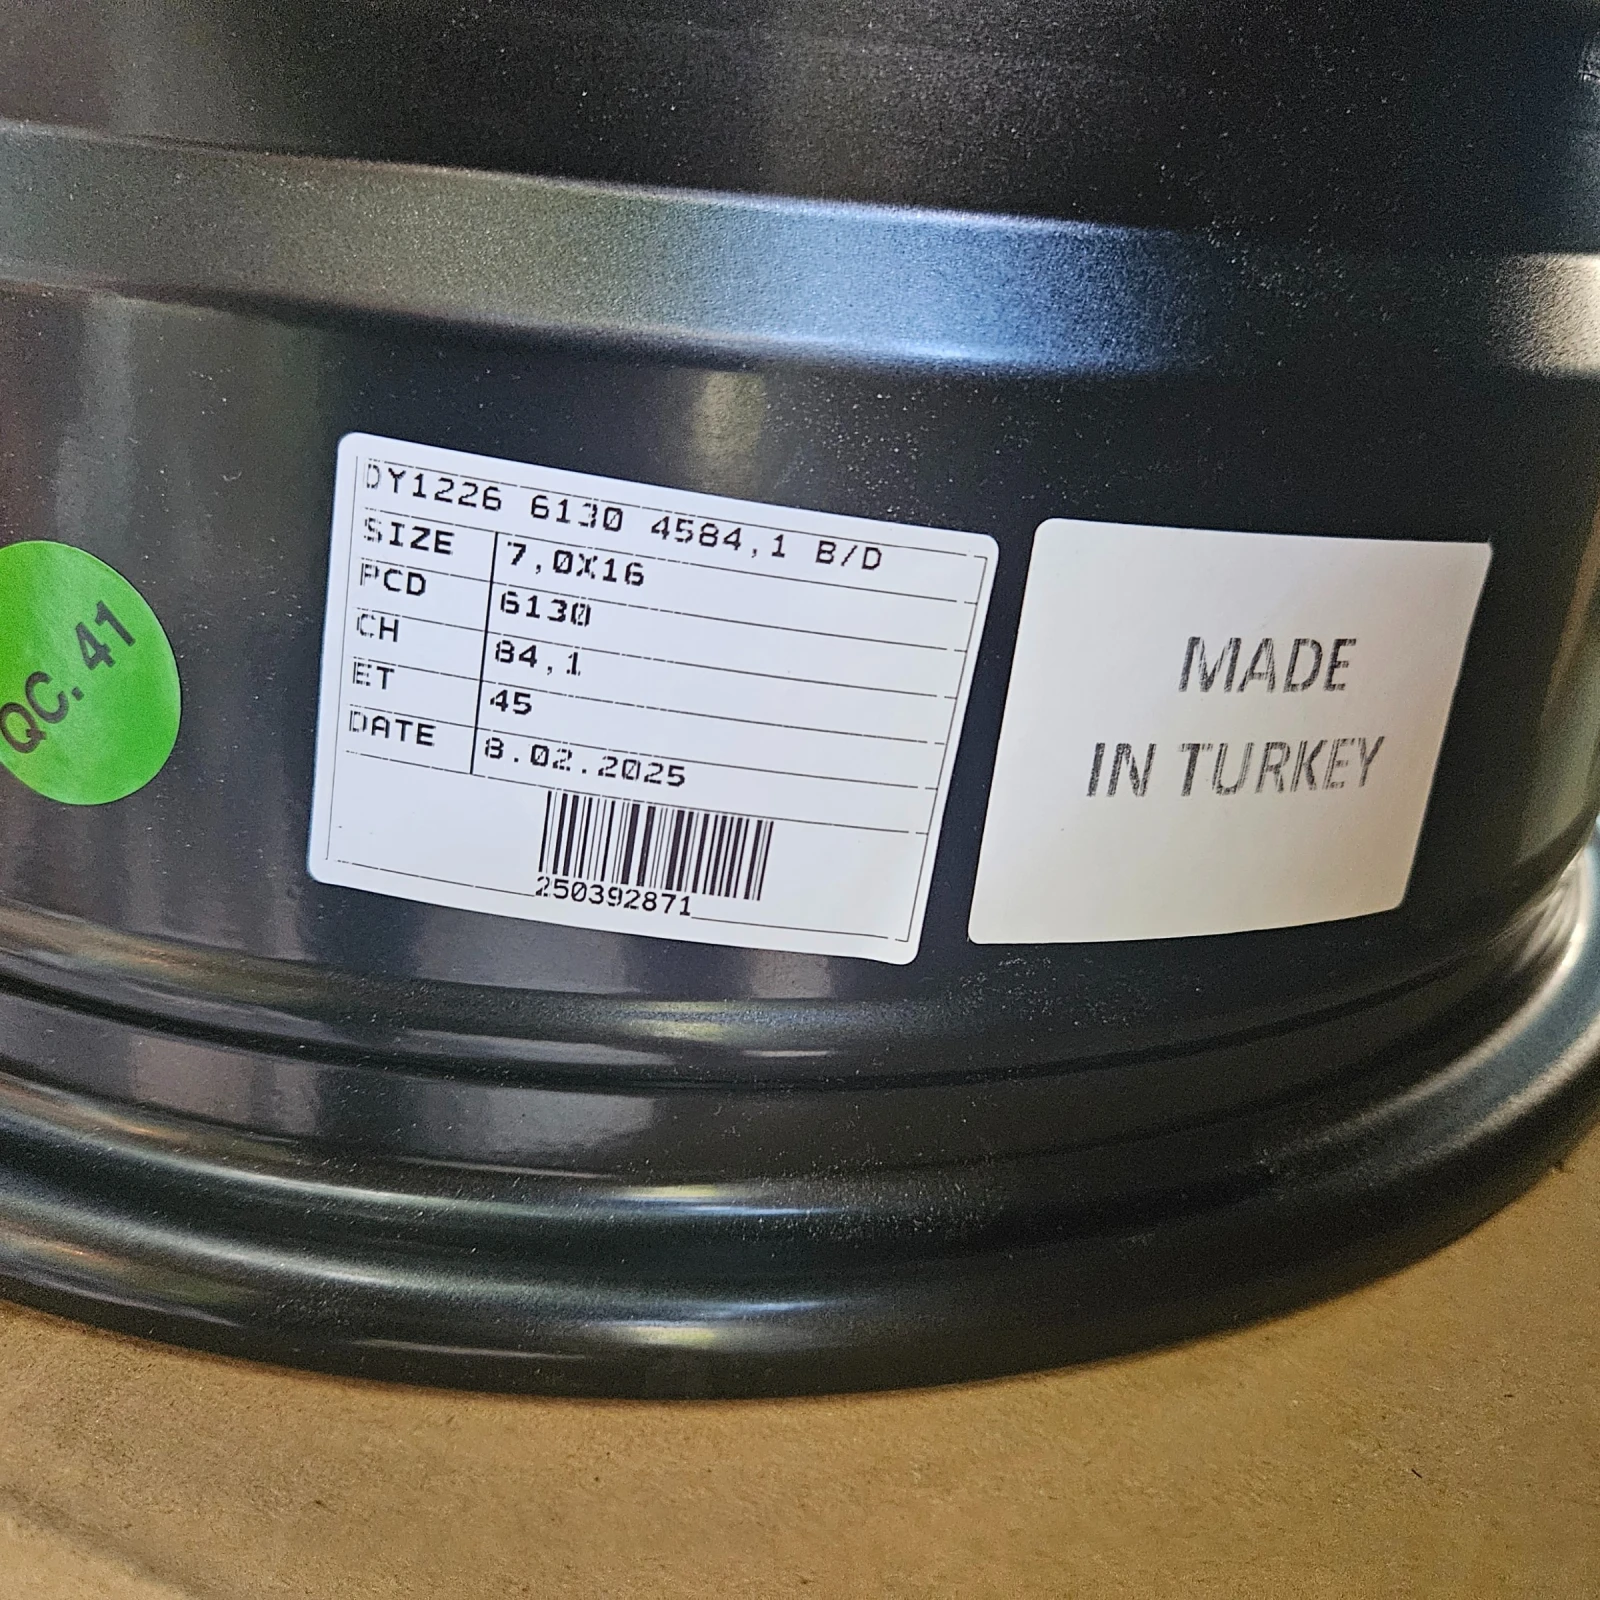 QC. 41
DY1226 6130 4584,1 B/D
SIZE 7,0X16
PCD 6130
CH 84,1
ET 45
DATE 8.02.2025
250392871
MADE
IN TURKEY